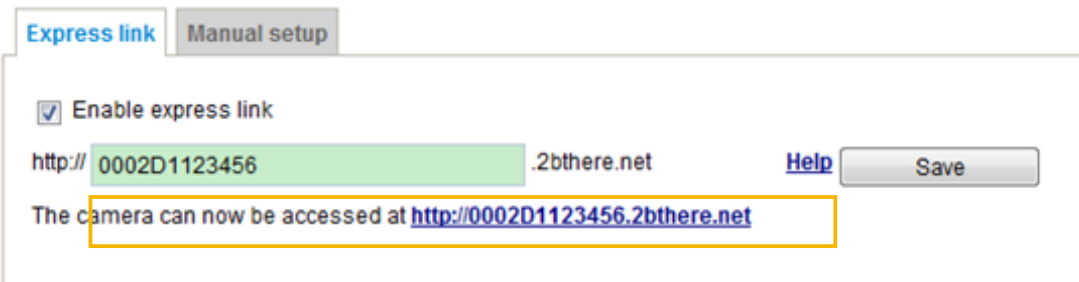 Express link Manual setup
Enable express link
http:// 0002D1123456 .2bthere.net Help Save
The camera can now be accessed at http://0002D1123456.2bthere.net